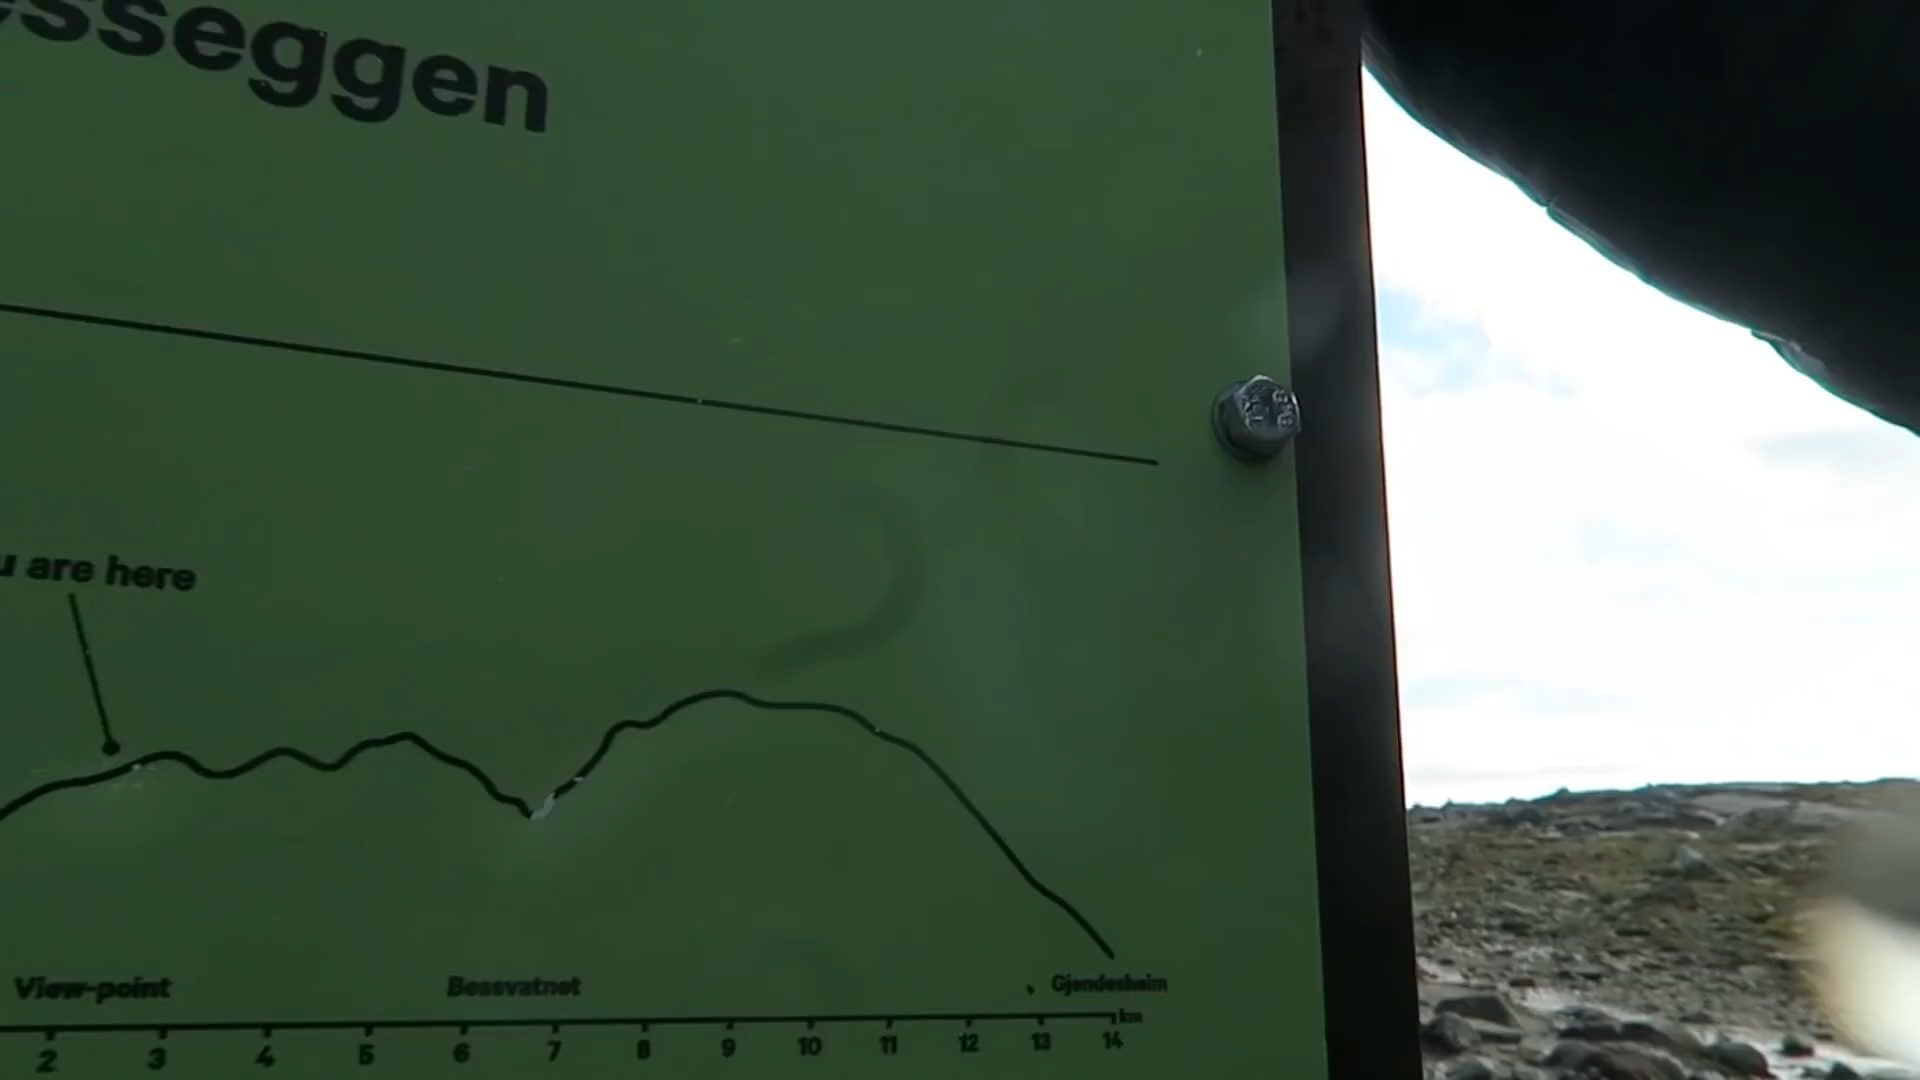 esseggen
u are here
View-point Bessvatnet Gjendesheim
km
2 3 4 5 6 7 8 9 10 11 12 13 14